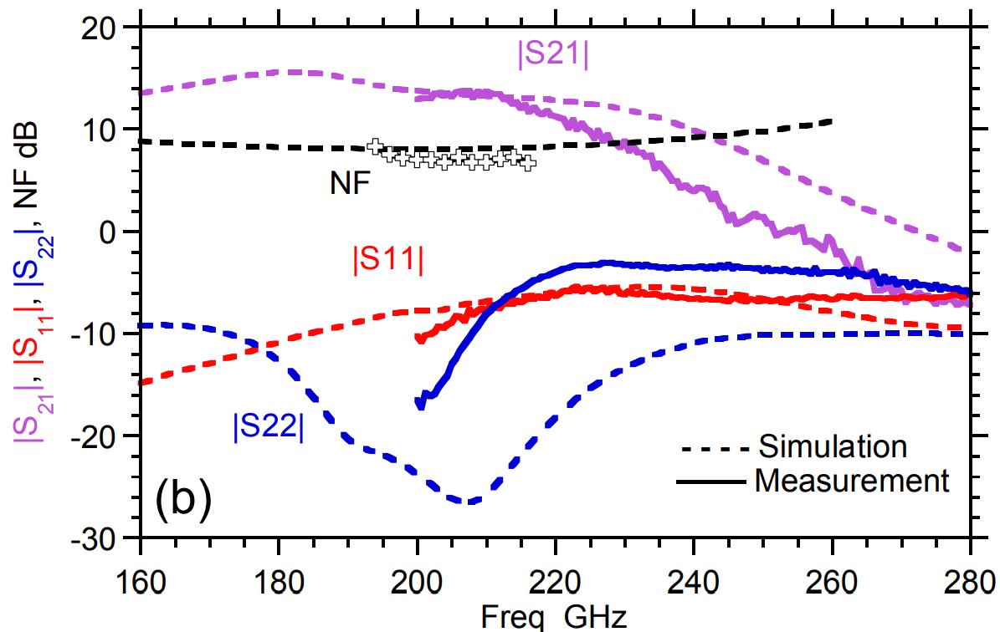 |S21|, |S11|, |S22|, NF dB
20
10
0
-10
-20
-30
|S21|
NF
|S11|
|S22|
(b)
Simulation
Measurement
160 180 200 220 240 260 280
Freq GHz